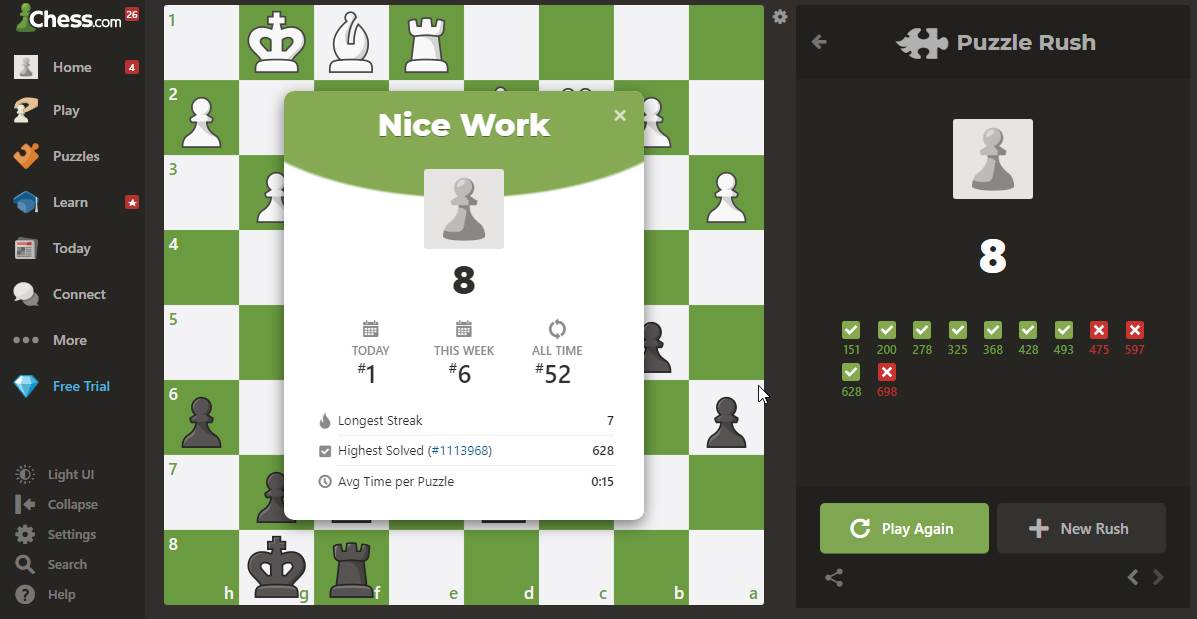 Chess.com 26
Home 4
Play
Puzzles
Learn
Today
Connect
More
Free Trial
Light UI
Collapse
Settings
Search
Help
1
2
3
4
5
6
7
8
h g f e d c b a
Nice Work
8
TODAY THIS WEEK ALL TIME
#1 #6 #52
Longest Streak 7
Highest Solved (#1113968) 628
Avg Time per Puzzle 0:15
Puzzle Rush
8
151 200 278 325 368 428 493 475 597
628 698
Play Again New Rush